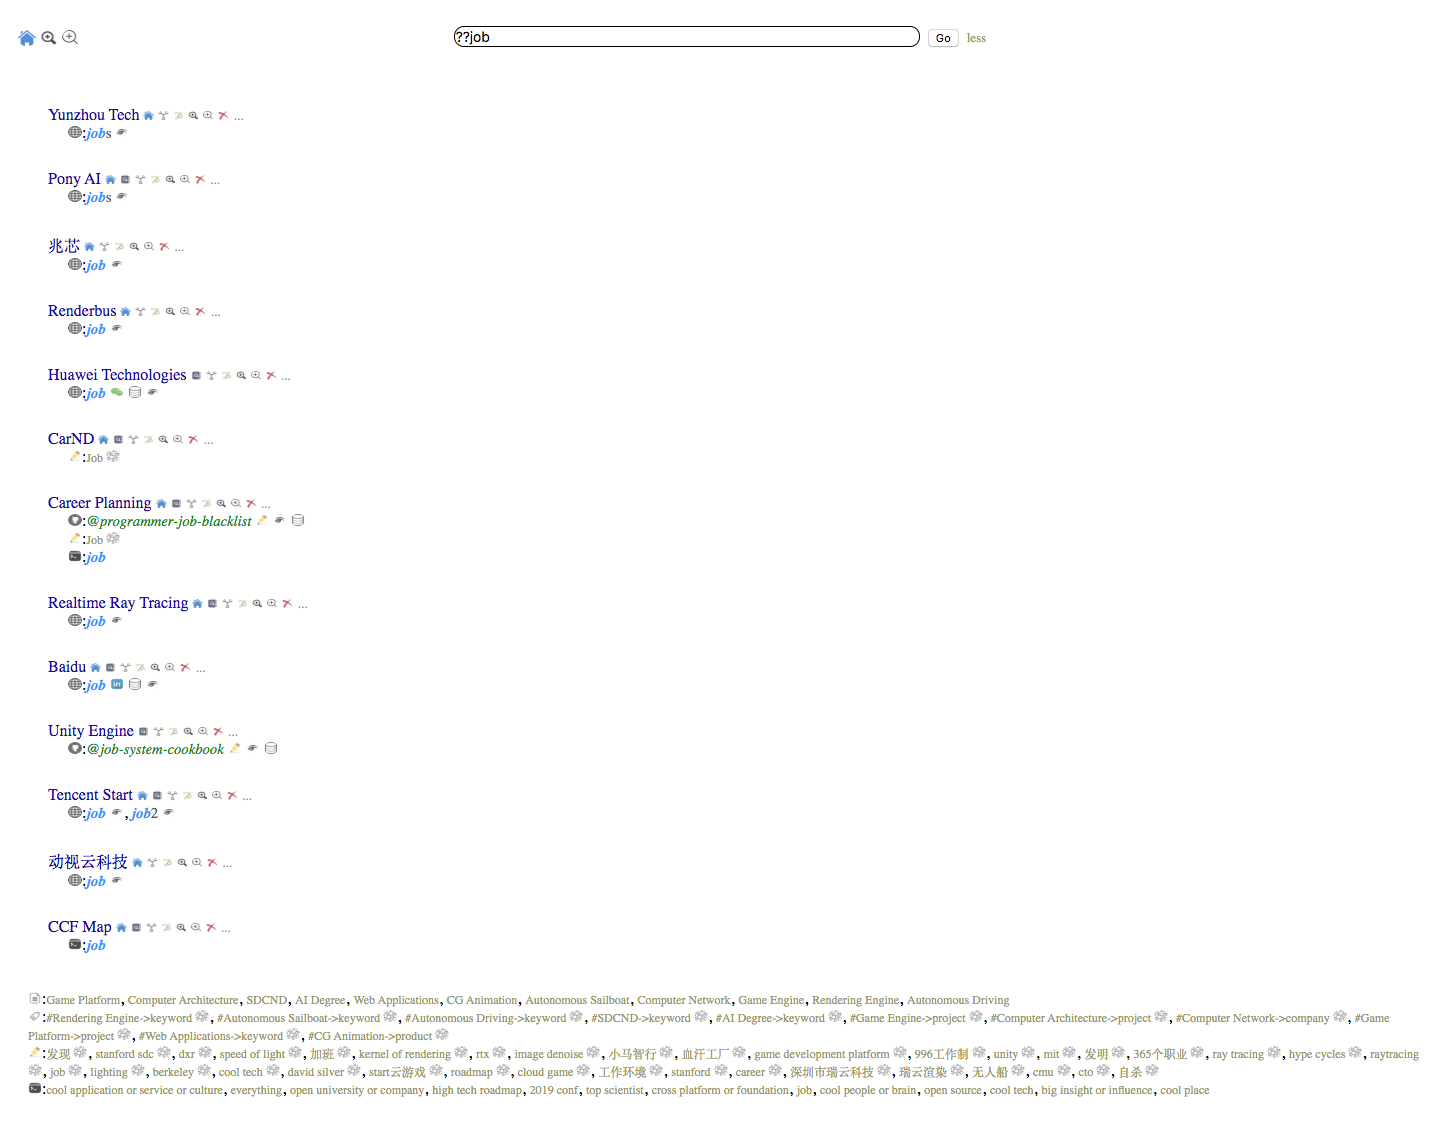 ??job Go less
Yunzhou Tech ...
:jobs
Pony AI ...
:jobs
兆芯 ...
:job
Renderbus ...
:job
Huawei Technologies ...
:job
CarND ...
:Job
Career Planning ...
:@programmer-job-blacklist
:Job
:job
Realtime Ray Tracing ...
:job
Baidu ...
:job
Unity Engine ...
:@job-system-cookbook
Tencent Start ...
:job , job2
动视云科技 ...
:job
CCF Map ...
:job
:Game Platform, Computer Architecture, SDCND, AI Degree, Web Applications, CG Animation, Autonomous Sailboat, Computer Network, Game Engine, Rendering Engine, Autonomous Driving
:#Rendering Engine->keyword , #Autonomous Sailboat->keyword , #Autonomous Driving->keyword , #SDCND->keyword , #AI Degree->keyword , #Game Engine->project , #Computer Architecture->project , #Computer Network->company , #Game
Platform->project , #Web Applications->keyword , #CG Animation->product
:发现 , stanford sdc , dxr , speed of light , 加班 , kernel of rendering , rtx , image denoise , 小马智行 , 血汗工厂 , game development platform , 996工作制 , unity , mit , 发明 , 365个职业 , ray tracing , hype cycles , raytracing
, job , lighting , berkeley , cool tech , david silver , start云游戏 , roadmap , cloud game , 工作环境 , stanford , career , 深圳市瑞云科技 , 瑞云渲染 , 无人船 , cmu , cto , 自杀
:cool application or service or culture, everything, open university or company, high tech roadmap, 2019 conf, top scientist, cross platform or foundation, job, cool people or brain, open source, cool tech, big insight or influence, cool place